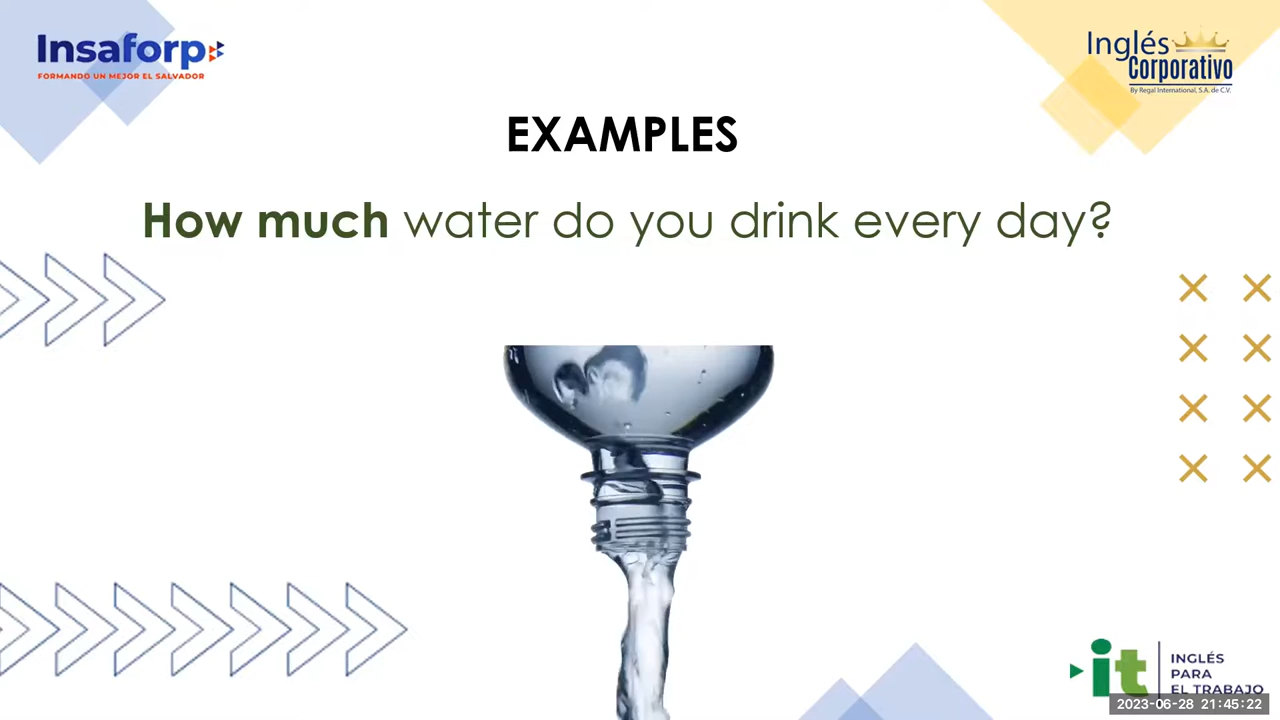 Insaforp
FORMANDO UN MEJOR EL SALVADOR
Inglés
Corporativo
By Regal International, S.A. de C.V.
EXAMPLES
How much water do you drink every day?
it
INGLÉS
PARA
EL TRABAJO
2023-06-28 21:45:22